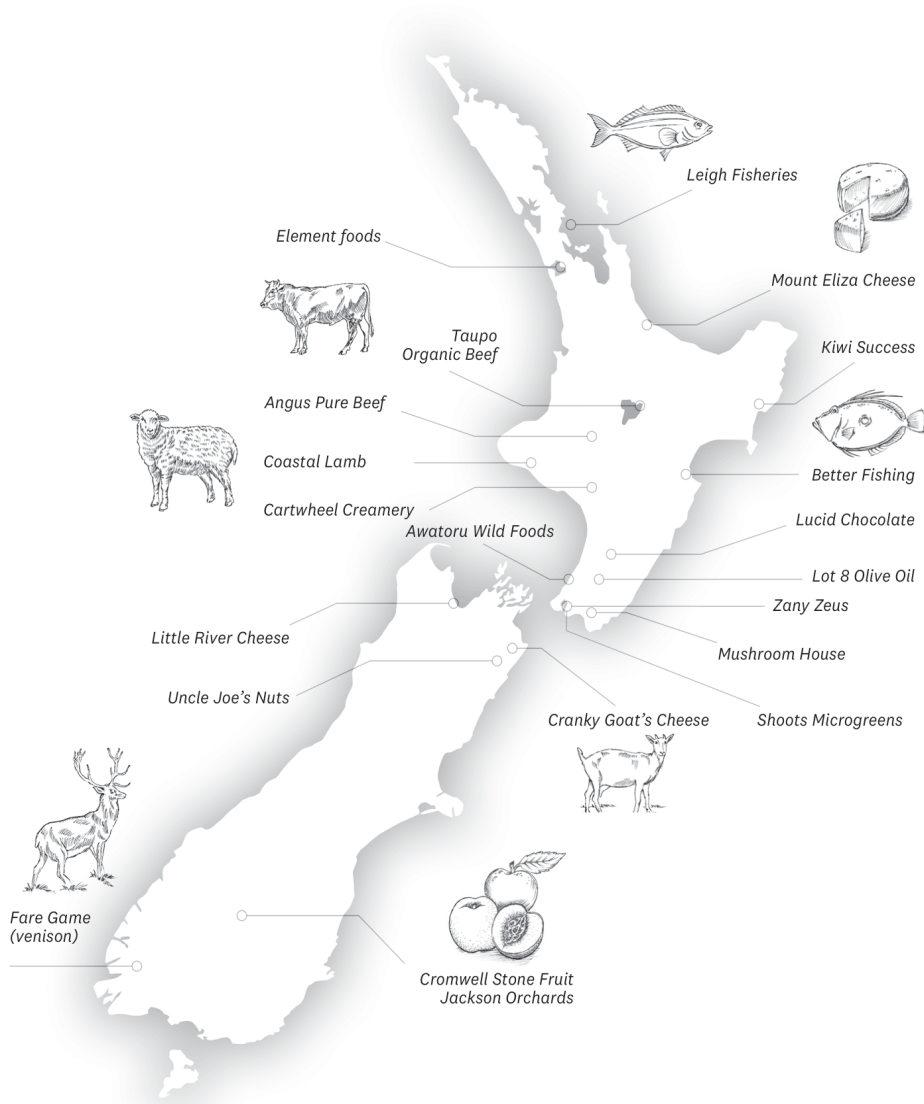 Leigh Fisheries
Element foods
Mount Eliza Cheese
Taupo
Organic Beef
Kiwi Success
Angus Pure Beef
Coastal Lamb
Better Fishing
Cartwheel Creamery
Lucid Chocolate
Awatoru Wild Foods
Lot 8 Olive Oil
Zany Zeus
Little River Cheese
Mushroom House
Uncle Joe’s Nuts
Cranky Goat’s Cheese
Shoots Microgreens
Fare Game
(venison)
Cromwell Stone Fruit
Jackson Orchards